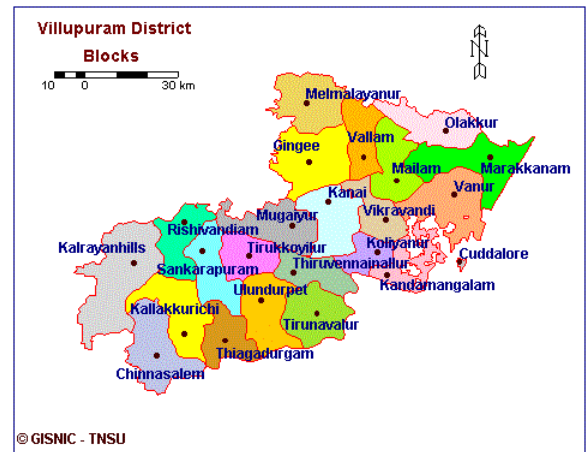 Villupuram District
Blocks
10 0 30 km
N
Melmalayanur
Olakkur
Vallam
Gingee
Mailam
Marakkanam
Kanai
Vanur
Mugaiyur
Vikravandi
Rishivandiam
Kalrayanhills
Tirukkoyilur
Koliyanur
Cuddalore
Thiruvennainallur
Sankarapuram
Kandamangalam
Ulundurpet
Kallakkurichi
Tirunavalur
Thiagadurgam
Chinnasalem
© GISNIC - TNSU